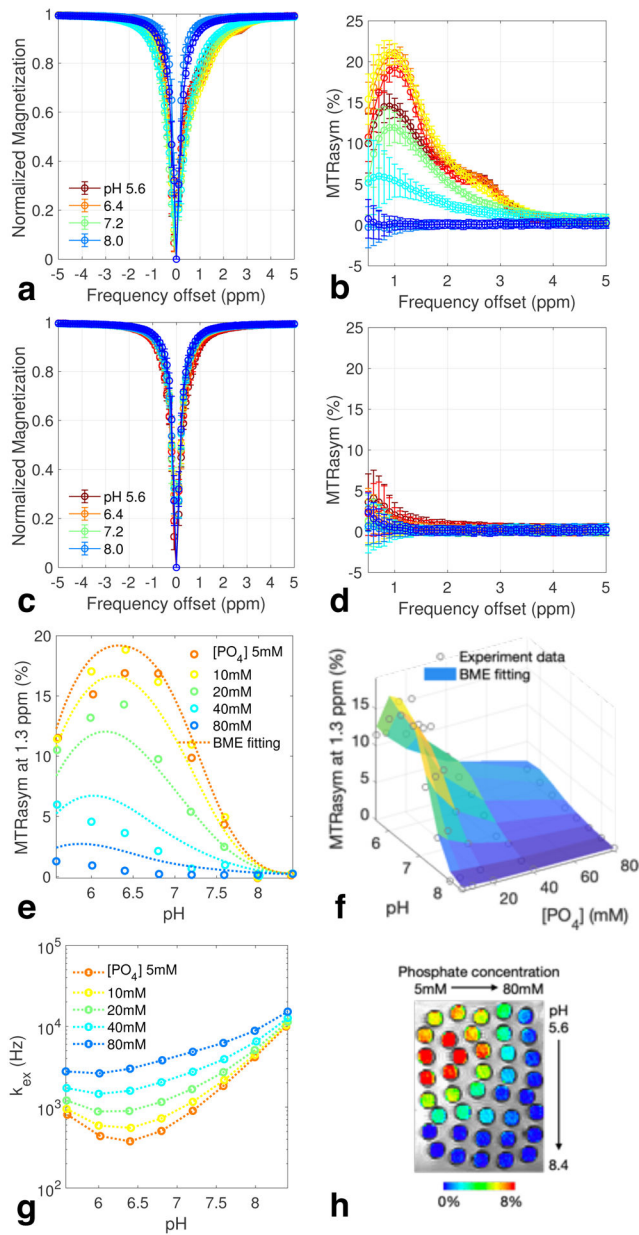 1
0.8
0.6
0.4
0.2
0
Normalized Magnetization
pH 5.6
6.4
7.2
8.0
-5 -4 -3 -2 -1 0 1 2 3 4 5
Frequency offset (ppm)
a
25
20
15
10
5
0
-5
MTRasym (%)
1 2 3 4 5
Frequency offset (ppm)
b
1
0.8
0.6
0.4
0.2
0
Normalized Magnetization
pH 5.6
6.4
7.2
8.0
-5 -4 -3 -2 -1 0 1 2 3 4 5
Frequency offset (ppm)
c
25
20
15
10
5
0
-5
MTRasym (%)
1 2 3 4 5
Frequency offset (ppm)
d
20
15
10
5
0
MTRasym at 1.3 ppm (%)
[PO4] 5mM
10mM
20mM
40mM
80mM
BME fitting
6 6.5 7 7.5 8
pH
e
Experiment data
BME fitting
15
10
5
0
MTRasym at 1.3 ppm (%)
6
7
8
pH
20 40 60 80
[PO4] (mM)
f
10^5
10^4
10^3
10^2
kex (Hz)
[PO4] 5mM
10mM
20mM
40mM
80mM
6 6.5 7 7.5 8
pH
g
Phosphate concentration
5mM 80mM
pH
5.6
8.4
0% 8%
h